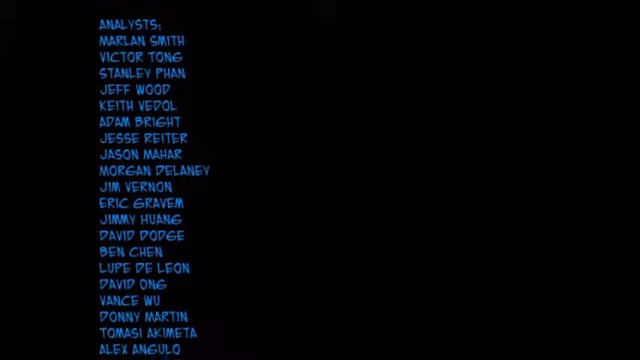 ANALYSTS:
MARLAN SMITH
VICTOR TONG
STANLEY PHAN
JEFF WOOD
KEITH VEDOL
ADAM BRIGHT
JESSE REITER
JASON MAHAR
MORGAN DELANEY
JIM VERNON
ERIC GRAVEM
JIMMY HUANG
DAVID DODGE
BEN CHEN
LUPE DE LEON
DAVID ONG
VANCE WU
DONNY MARTIN
TOMASI AKIMETA
ALEX ANGULO